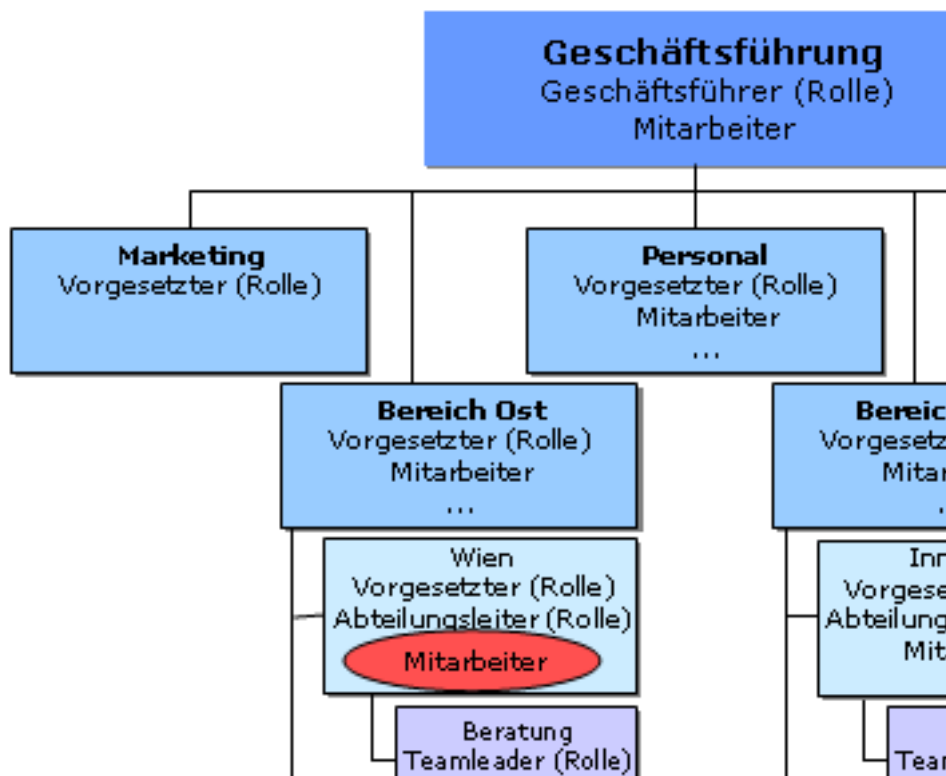 Geschäftsführung
Geschäftsführer (Rolle)
Mitarbeiter
Marketing
Vorgesetzter (Rolle)
Personal
Vorgesetzter (Rolle)
Mitarbeiter
...
Bereich Ost
Vorgesetzter (Rolle)
Mitarbeiter
...
Wien
Vorgesetzter (Rolle)
Abteilungsleiter (Rolle)
Mitarbeiter
Beratung
Teamleader (Rolle)